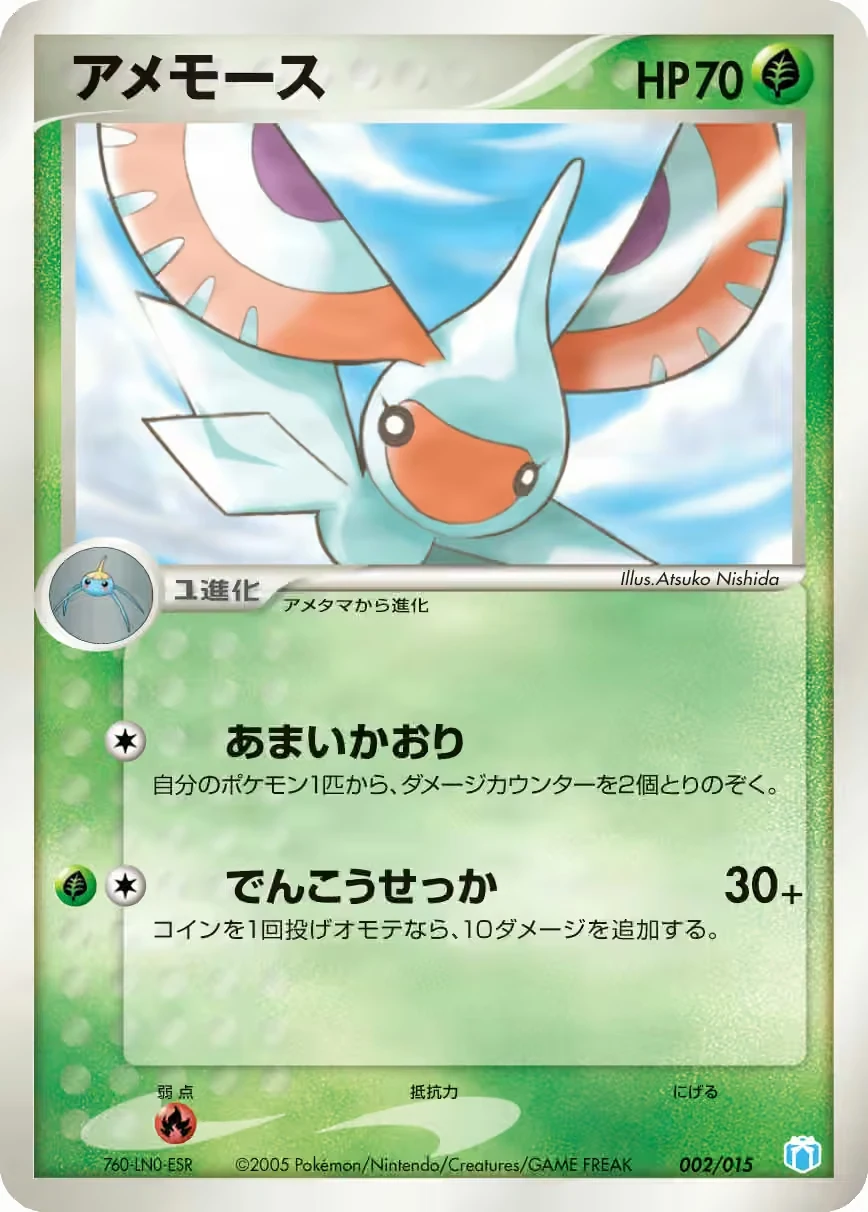 アメモース
HP70
Illus.Atsuko Nishida
1進化
アメタマから進化
あまいかおり
自分のポケモン1匹から、ダメージカウンターを2個とりのぞく。
でんこうせっか 30+
コインを1回投げオモテなら、10ダメージを追加する。
弱点 抵抗力 にげる
760-LN0-ESR ©2005 Pokémon/Nintendo/Creatures/GAME FREAK 002/015